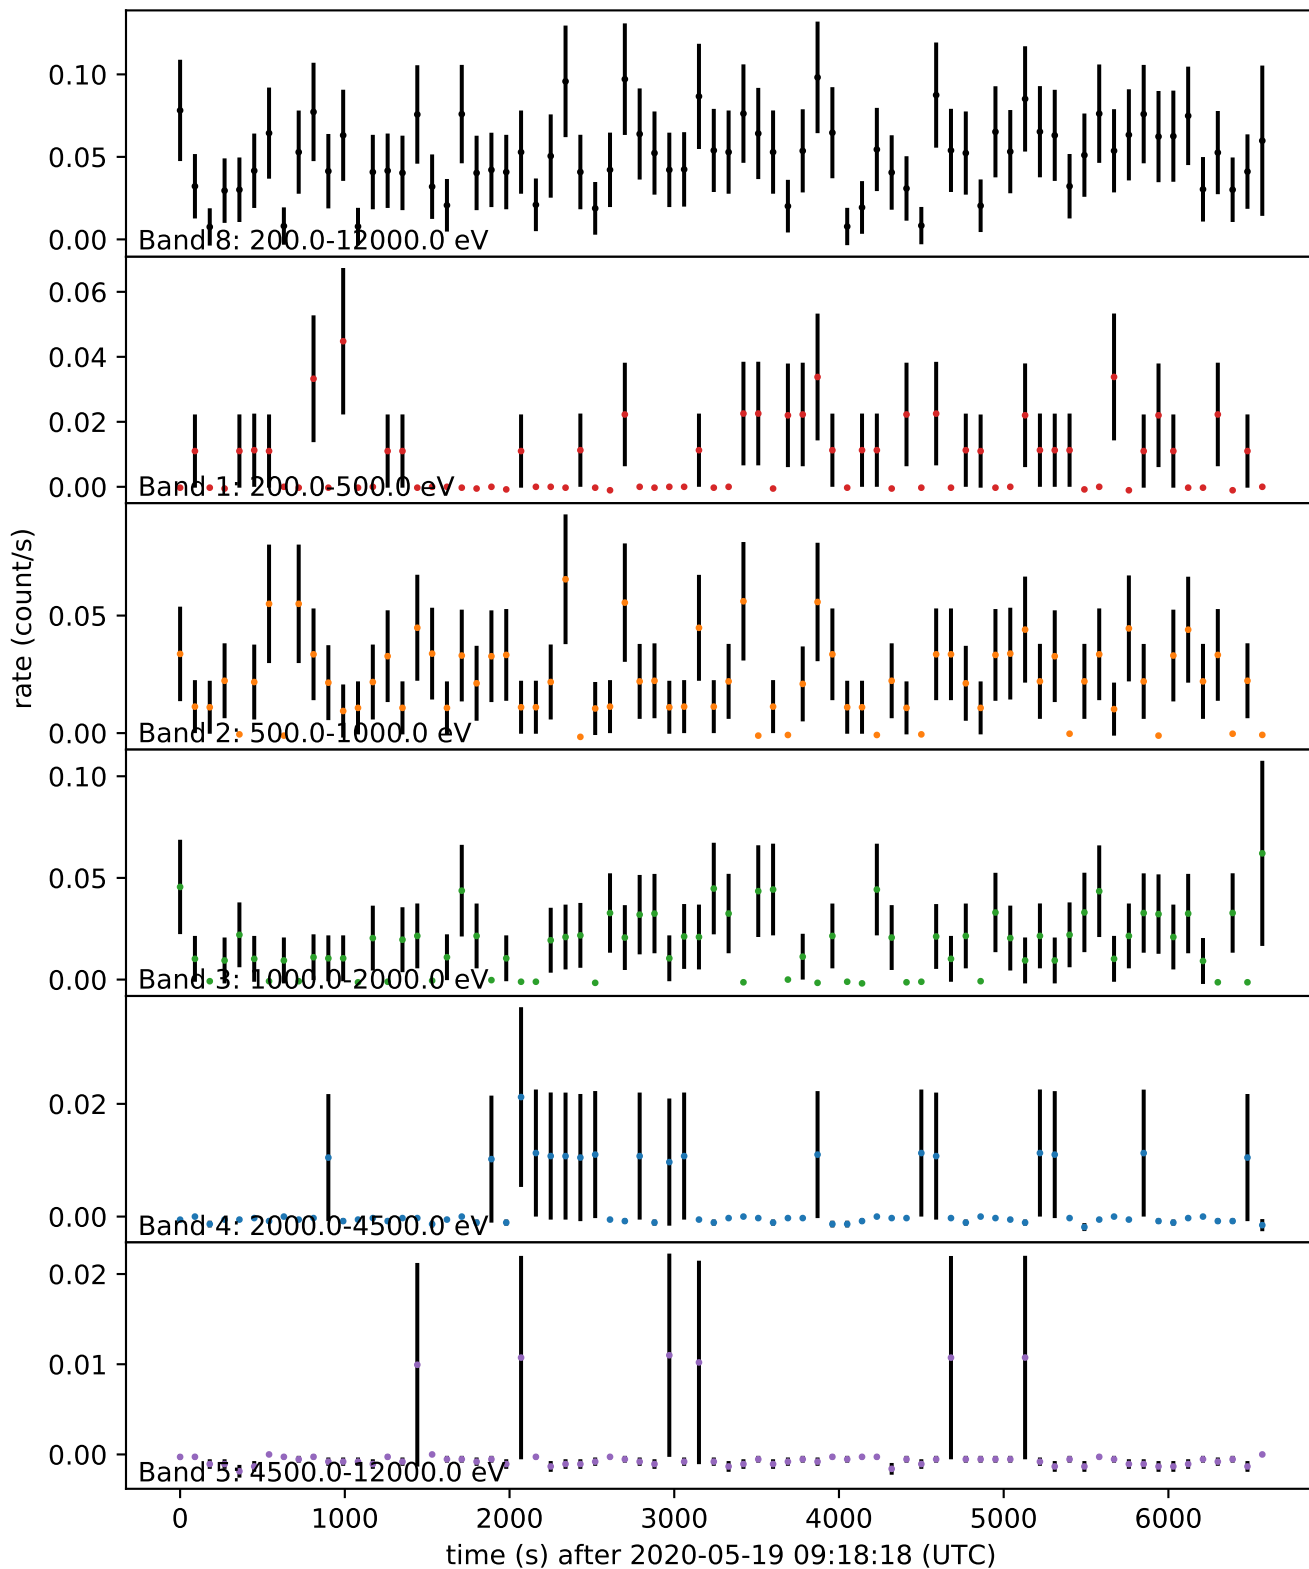 0.10
0.05
0.00
Band 8: 200.0-12000.0 eV
0.06
0.04
0.02
0.00
Band 1: 200.0-500.0 eV
rate (count/s)
0.05
0.00
Band 2: 500.0-1000.0 eV
0.10
0.05
0.00
Band 3: 1000.0-2000.0 eV
0.02
0.00
Band 4: 2000.0-4500.0 eV
0.02
0.01
0.00
Band 5: 4500.0-12000.0 eV
0 1000 2000 3000 4000 5000 6000
time (s) after 2020-05-19 09:18:18 (UTC)